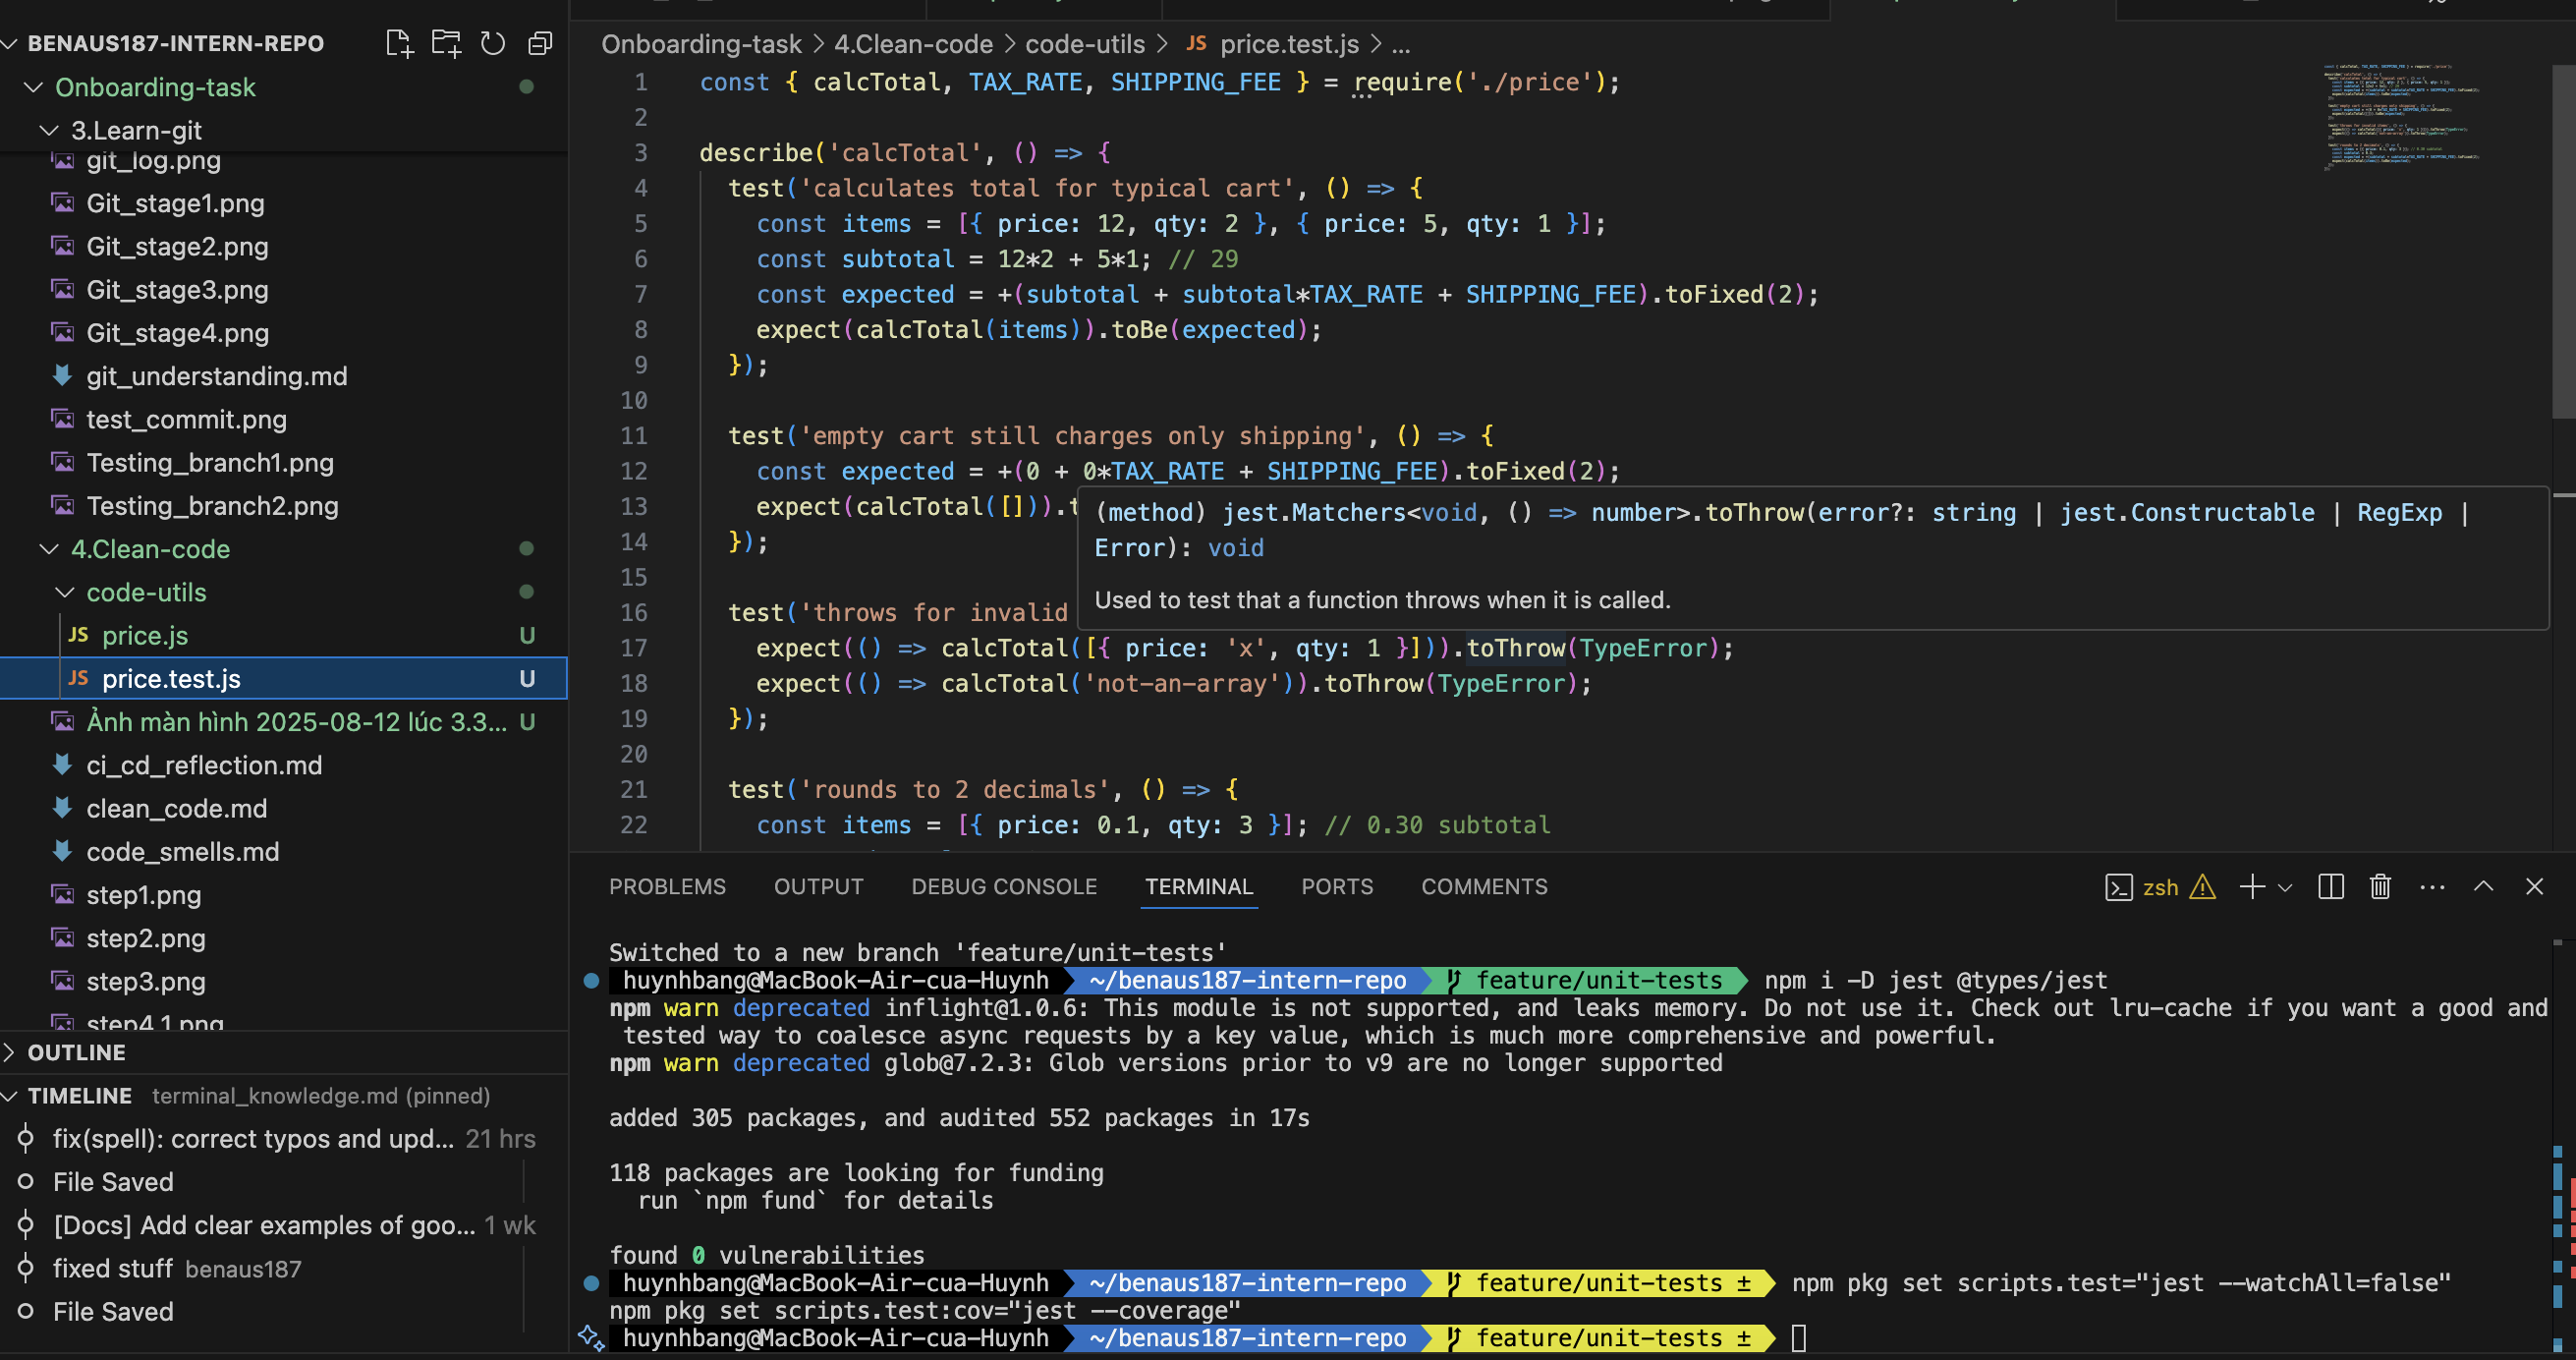 BENAUS187-INTERN-REPO
Onboarding-task
3.Learn-git
git_log.png
Git_stage1.png
Git_stage2.png
Git_stage3.png
Git_stage4.png
git_understanding.md
test_commit.png
Testing_branch1.png
Testing_branch2.png
4.Clean-code
code-utils
JS price.js U
JS price.test.js U
Ảnh màn hình 2025-08-12 lúc 3.3... U
ci_cd_reflection.md
clean_code.md
code_smells.md
step1.png
step2.png
step3.png
step4.1.png
OUTLINE
TIMELINE terminal_knowledge.md (pinned)
fix(spell): correct typos and upd... 21 hrs
File Saved
[Docs] Add clear examples of goo... 1 wk
fixed stuff benaus187
File Saved
Onboarding-task > 4.Clean-code > code-utils > JS price.test.js > ...
1 const { calcTotal, TAX_RATE, SHIPPING_FEE } = require('./price');
2
3 describe('calcTotal', () => {
4 test('calculates total for typical cart', () => {
5 const items = [{ price: 12, qty: 2 }, { price: 5, qty: 1 }];
6 const subtotal = 12*2 + 5*1; // 29
7 const expected = +(subtotal + subtotal*TAX_RATE + SHIPPING_FEE).toFixed(2);
8 expect(calcTotal(items)).toBe(expected);
9 });
10
11 test('empty cart still charges only shipping', () => {
12 const expected = +(0 + 0*TAX_RATE + SHIPPING_FEE).toFixed(2);
13 expect(calcTotal([])).t
14 });
15
16 test('throws for invalid
(method) jest.Matchers<void, () => number>.toThrow(error?: string | jest.Constructable | RegExp |
Error): void
Used to test that a function throws when it is called.
17 expect(() => calcTotal([{ price: 'x', qty: 1 }])).toThrow(TypeError);
18 expect(() => calcTotal('not-an-array')).toThrow(TypeError);
19 });
20
21 test('rounds to 2 decimals', () => {
22 const items = [{ price: 0.1, qty: 3 }]; // 0.30 subtotal
PROBLEMS OUTPUT DEBUG CONSOLE TERMINAL PORTS COMMENTS
zsh
Switched to a new branch 'feature/unit-tests'
huynhbang@MacBook-Air-cua-Huynh ~/benaus187-intern-repo feature/unit-tests npm i -D jest @types/jest
npm warn deprecated inflight@1.0.6: This module is not supported, and leaks memory. Do not use it. Check out lru-cache if you want a good and
tested way to coalesce async requests by a key value, which is much more comprehensive and powerful.
npm warn deprecated glob@7.2.3: Glob versions prior to v9 are no longer supported
added 305 packages, and audited 552 packages in 17s
118 packages are looking for funding
run `npm fund` for details
found 0 vulnerabilities
huynhbang@MacBook-Air-cua-Huynh ~/benaus187-intern-repo feature/unit-tests ± npm pkg set scripts.test="jest --watchAll=false"
npm pkg set scripts.test:cov="jest --coverage"
huynhbang@MacBook-Air-cua-Huynh ~/benaus187-intern-repo feature/unit-tests ±